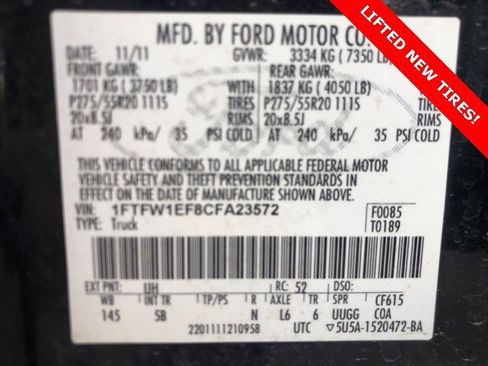 LIFTED NEW TIRES!
MFD. BY FORD MOTOR CO.
DATE: 11/11 GVWR: 3334 KG ( 7350 LB)
FRONT GAWR: REAR GAWR:
1701 KG ( 3750 LB) 1837 KG ( 4050 LB)
P275/55R20 111S TIRES P275/55R20 111S TIRES
20x8.5J RIMS 20x8.5J RIMS
AT 240 kPa/ 35 PSI COLD AT 240 kPa/ 35 PSI COLD
THIS VEHICLE CONFORMS TO ALL APPLICABLE FEDERAL MOTOR
VEHICLE SAFETY AND THEFT PREVENTION STANDARDS IN
EFFECT ON THE DATE OF MANUFACTURE SHOWN ABOVE.
VIN: 1FTFW1EF8CFA23572 F0085
TYPE: Truck T0189
EXT PNT: UH RC: 52 DSO:
WB INT TR TP/PS R AXLE TR SPR CF615
145 5B N L6 6 UUGG COA
2201111210958 UTC ▽5U5A-1520472-BA